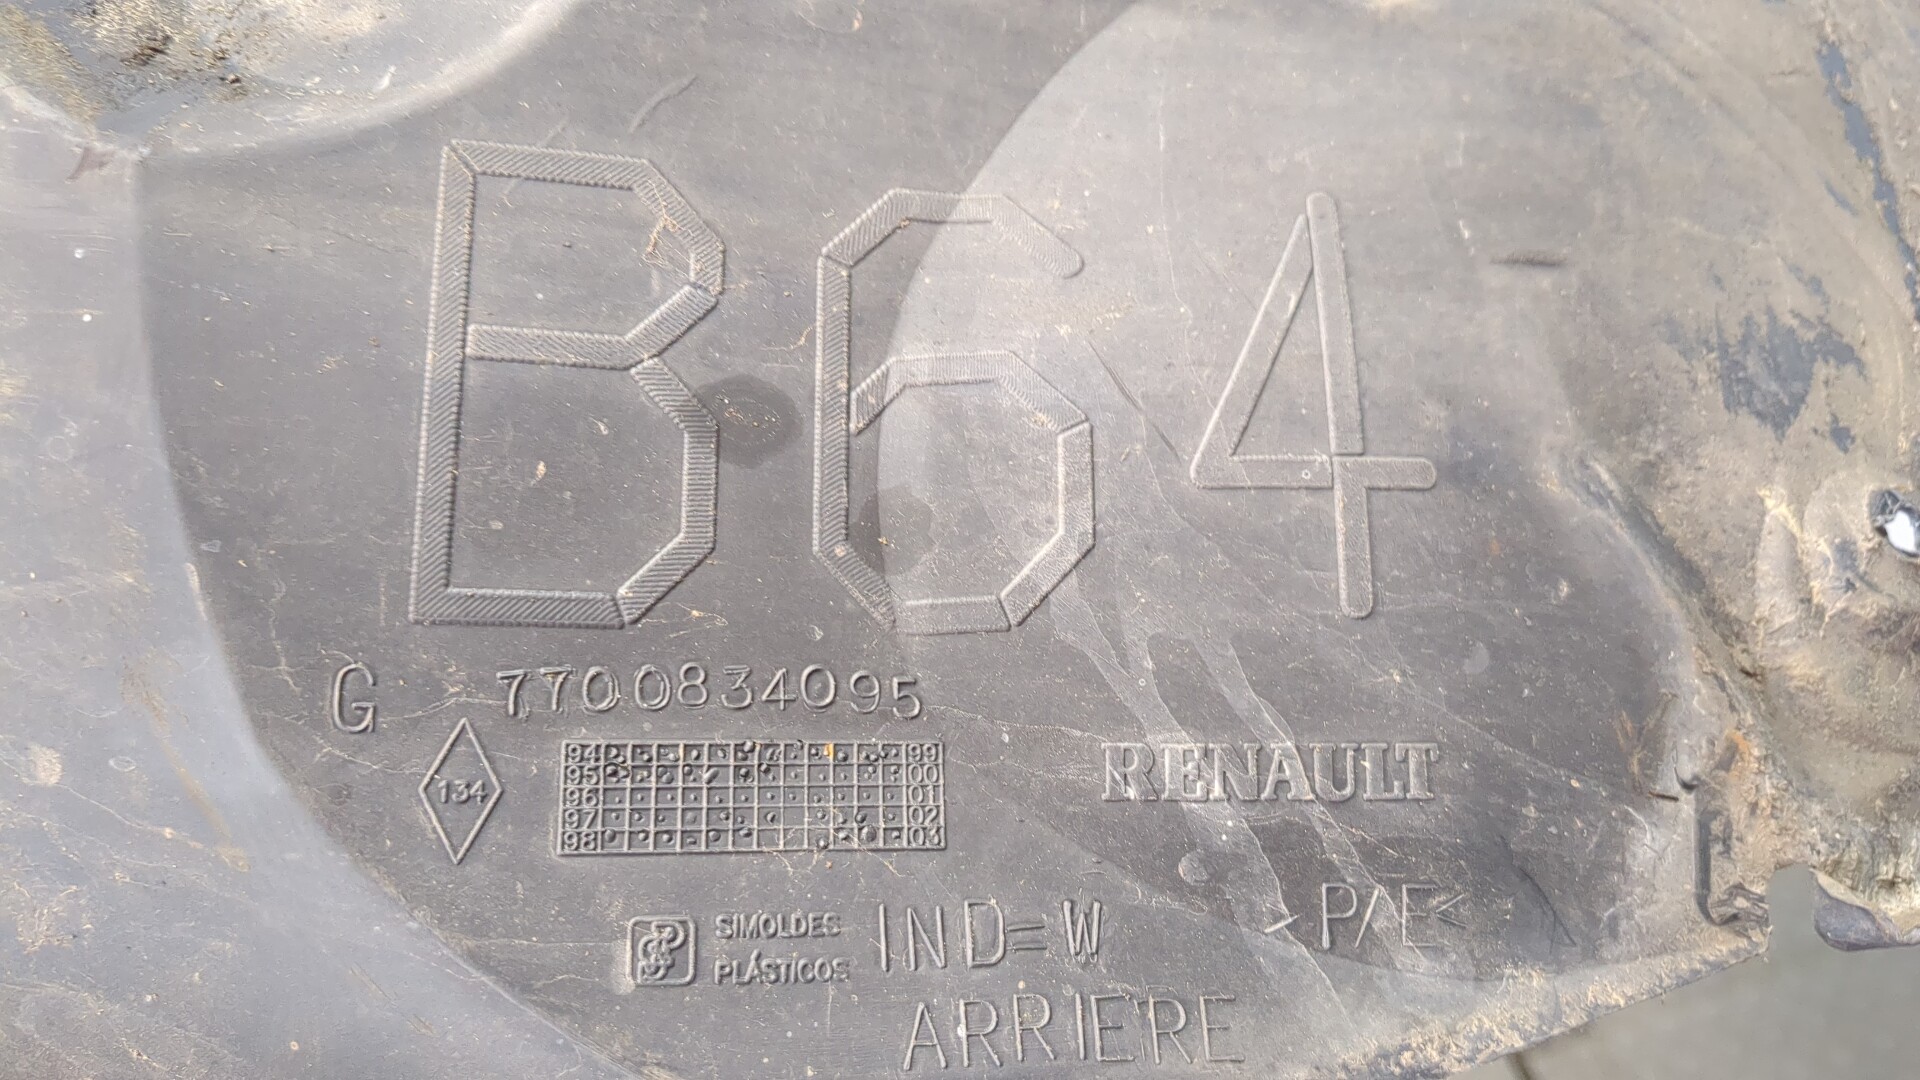 B64
G 7700834095
134
94 99
95 00
96 01
97 02
98 03
RENAULT
SIMOLDES
PLÁSTICOS
IND=W
>P/E<
ARRIERE